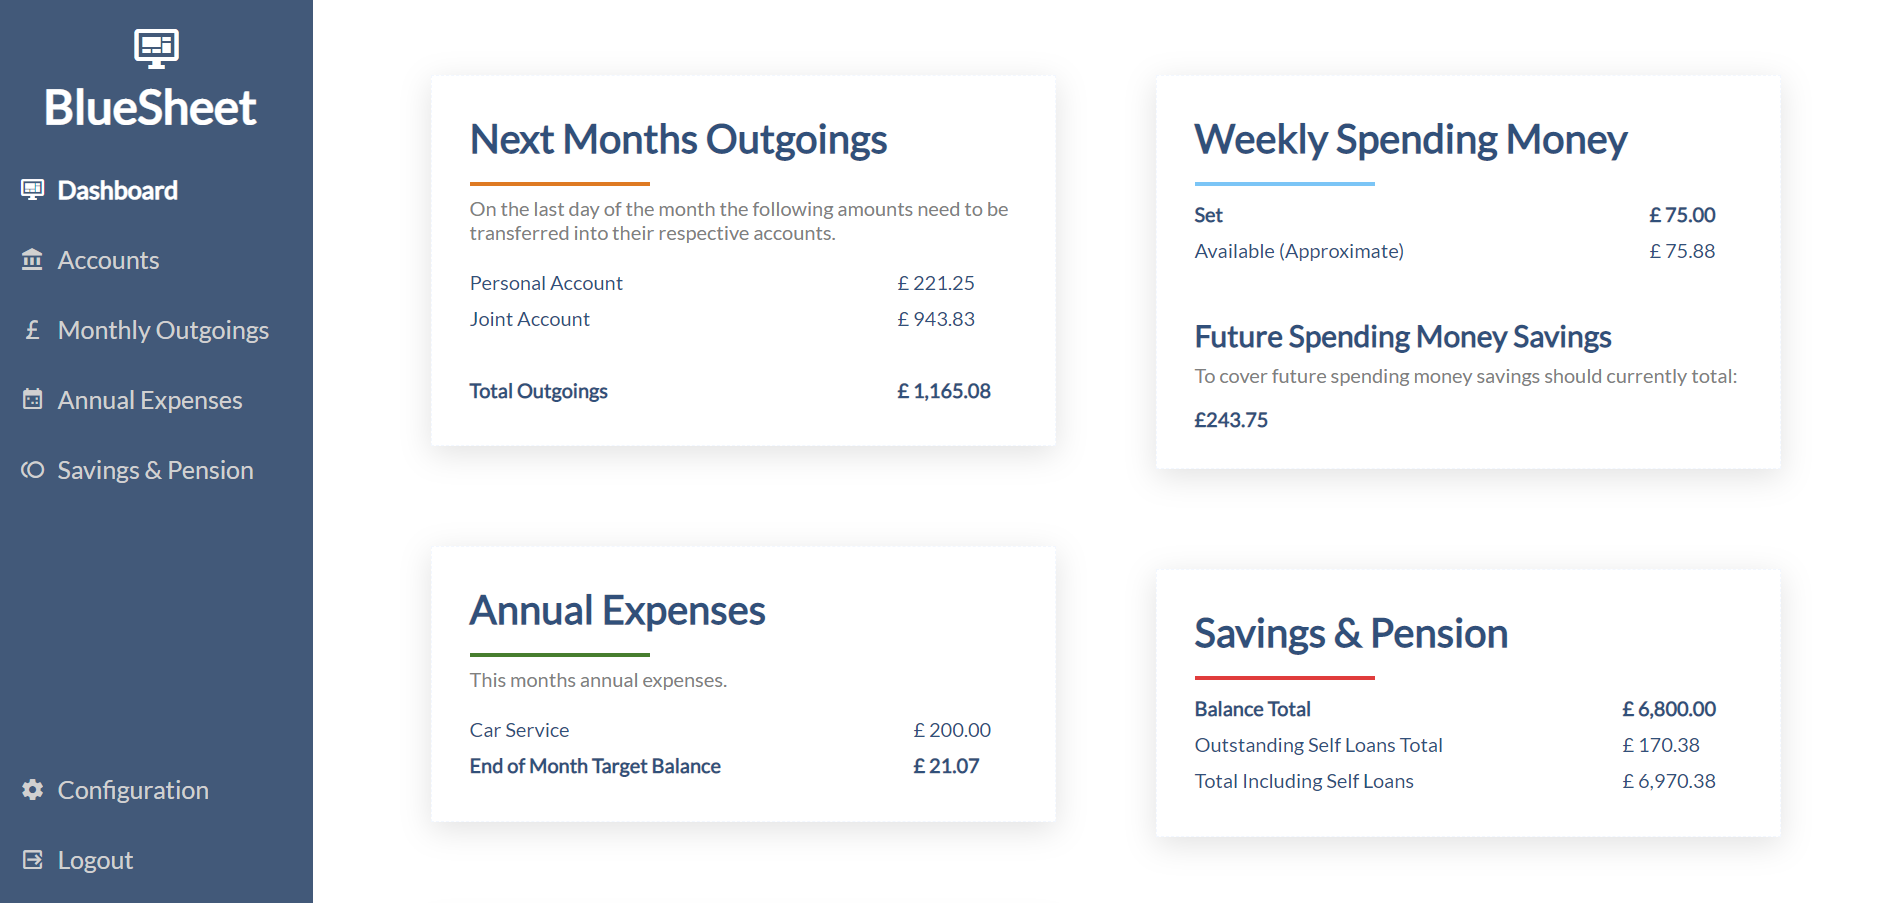 BlueSheet
Dashboard
Accounts
£ Monthly Outgoings
Annual Expenses
Savings & Pension
Configuration
Logout
Next Months Outgoings
On the last day of the month the following amounts need to be
transferred into their respective accounts.
Personal Account £ 221.25
Joint Account £ 943.83
Total Outgoings £ 1,165.08
Weekly Spending Money
Set £ 75.00
Available (Approximate) £ 75.88
Future Spending Money Savings
To cover future spending money savings should currently total:
£243.75
Annual Expenses
This months annual expenses.
Car Service £ 200.00
End of Month Target Balance £ 21.07
Savings & Pension
Balance Total £ 6,800.00
Outstanding Self Loans Total £ 170.38
Total Including Self Loans £ 6,970.38